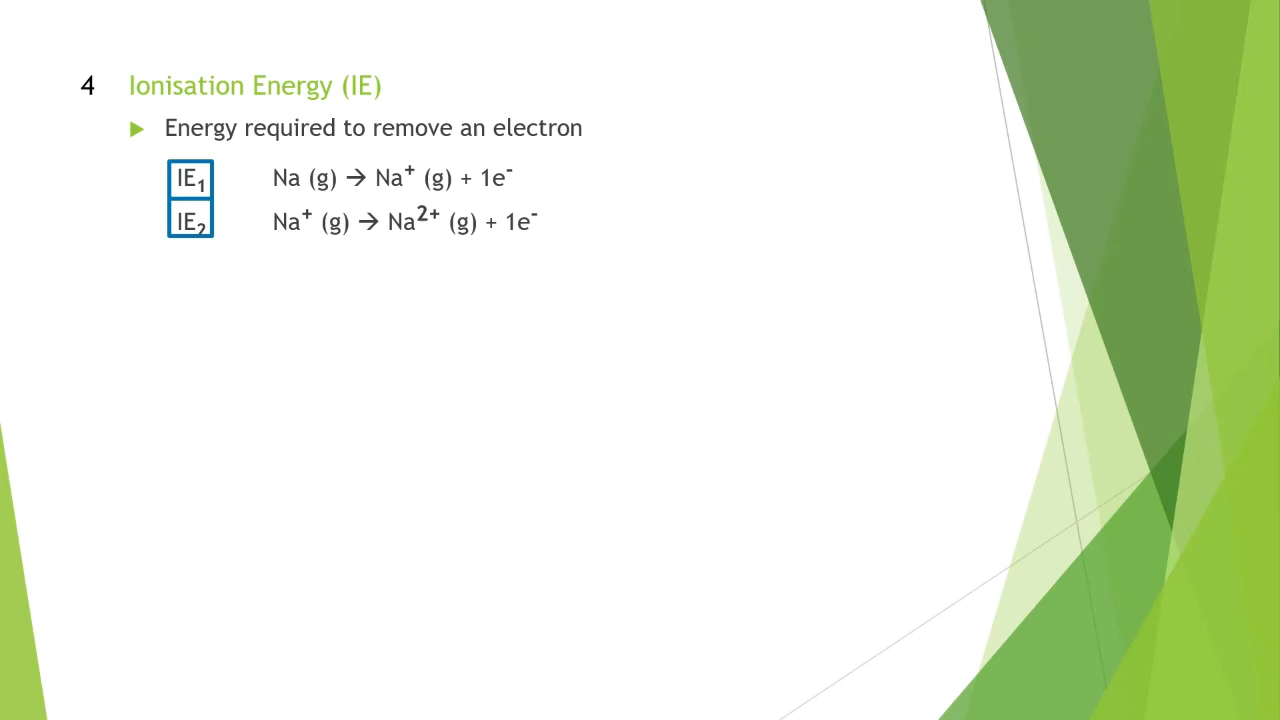 4 Ionisation Energy (IE)
▶ Energy required to remove an electron
IE₁ Na (g) → Na⁺ (g) + 1e⁻
IE₂ Na⁺ (g) → Na²⁺ (g) + 1e⁻